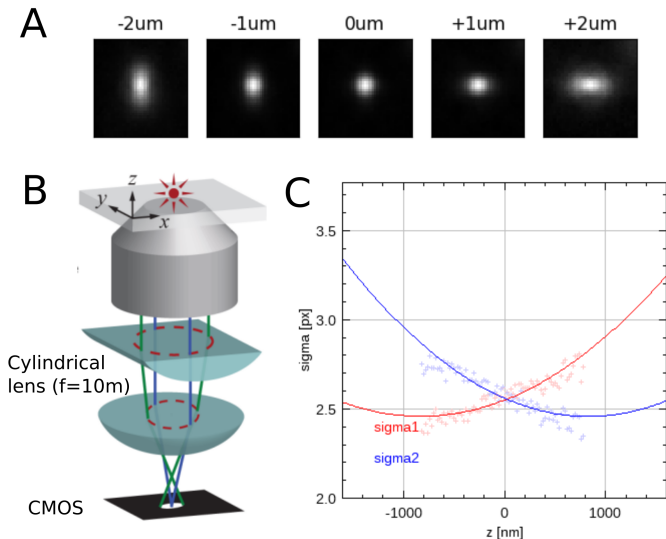 A
-2um -1um 0um +1um +2um
B
z
y
x
Cylindrical
lens (f=10m)
CMOS
C
sigma [px]
3.5
3.0
2.5
2.0
sigma1
sigma2
-1000 0 1000
z [nm]